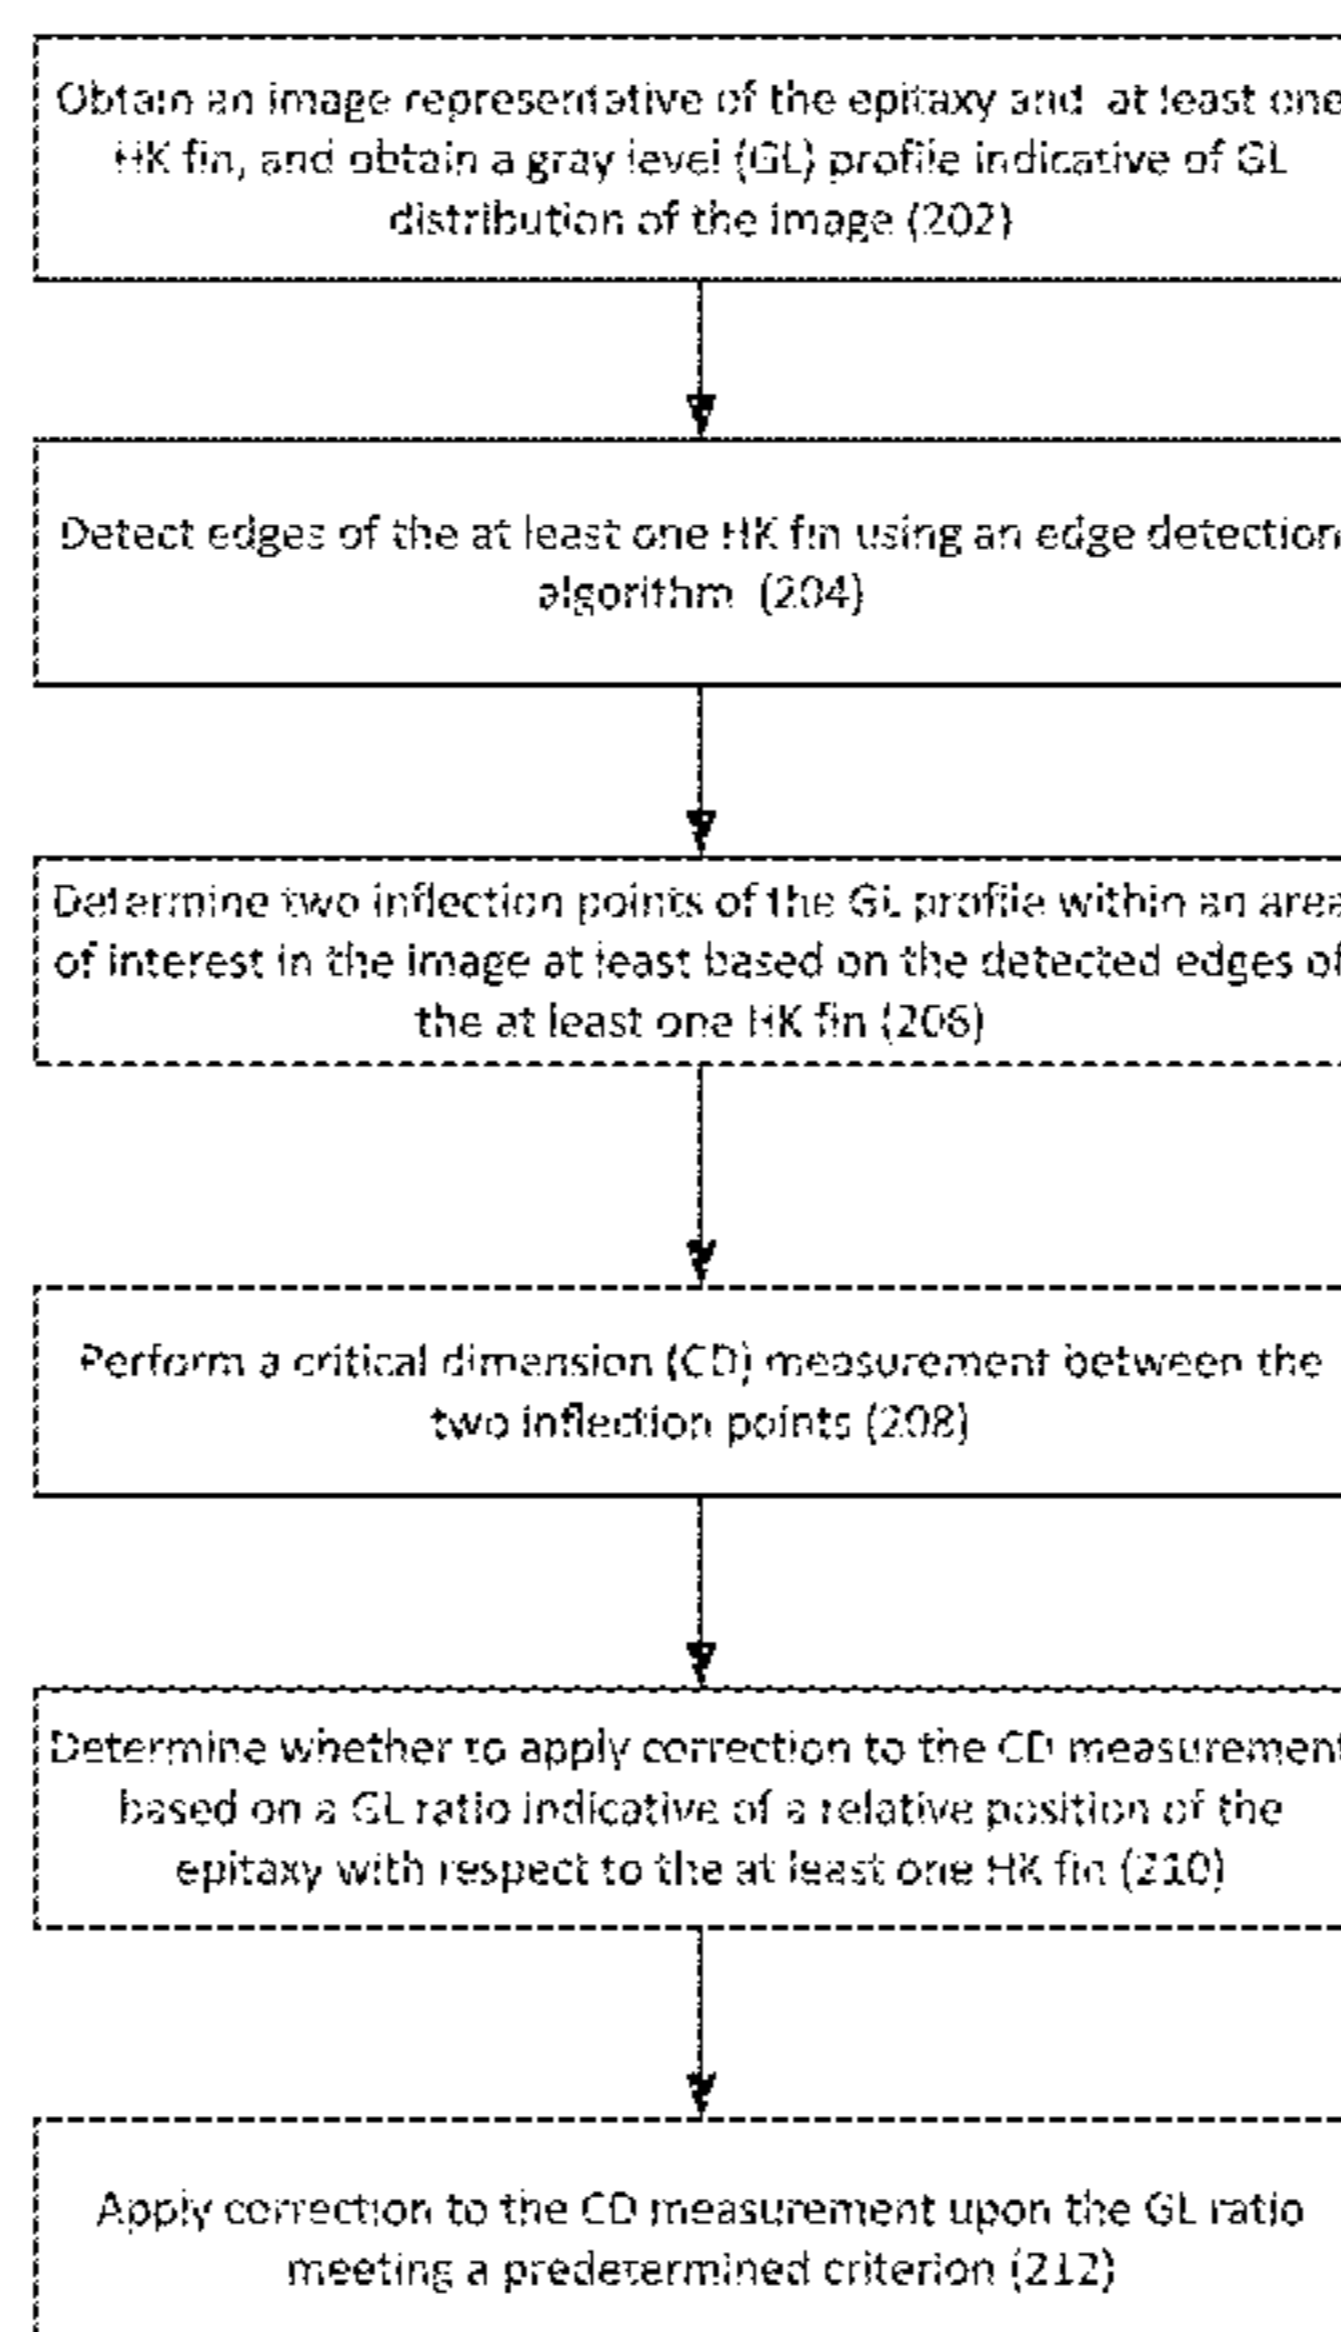 Obtain an image representative of the epitaxy and at least one
HK fin, and obtain a gray level (GL) profile indicative of GL
distribution of the image (202)
Detect edges of the at least one HK fin using an edge detection
algorithm (204)
Determine two inflection points of the GL profile within an area
of interest in the image at least based on the detected edges of
the at least one HK fin (206)
Perform a critical dimension (CD) measurement between the
two inflection points (208)
Determine whether to apply correction to the CD measurement
based on a GL ratio indicative of a relative position of the
epitaxy with respect to the at least one HK fin (210)
Apply correction to the CD measurement upon the GL ratio
meeting a predetermined criterion (212)